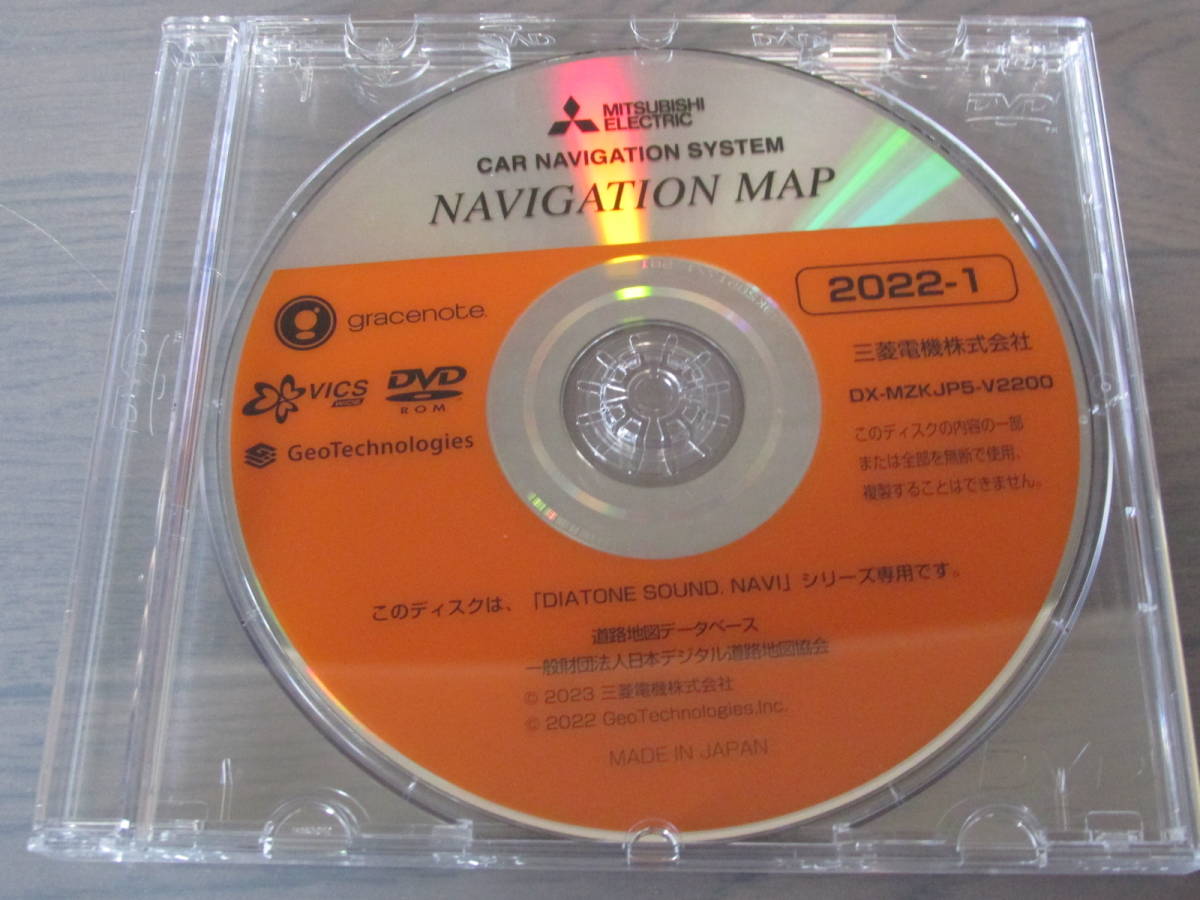 MITSUBISHI
ELECTRIC
CAR NAVIGATION SYSTEM
NAVIGATION MAP
2022-1
gracenote
三菱電機株式会社
DX-MZKJP5-V2200
VICS
WIDE
DVD
ROM
GeoTechnologies
このディスクの内容の一部
または全部を無断で使用、
複製することはできません。
このディスクは、「DIATONE SOUND. NAVI」シリーズ専用です。
道路地図データベース
一般財団法人日本デジタル道路地図協会
© 2023 三菱電機株式会社
© 2022 GeoTechnologies,Inc.
MADE IN JAPAN
DVD